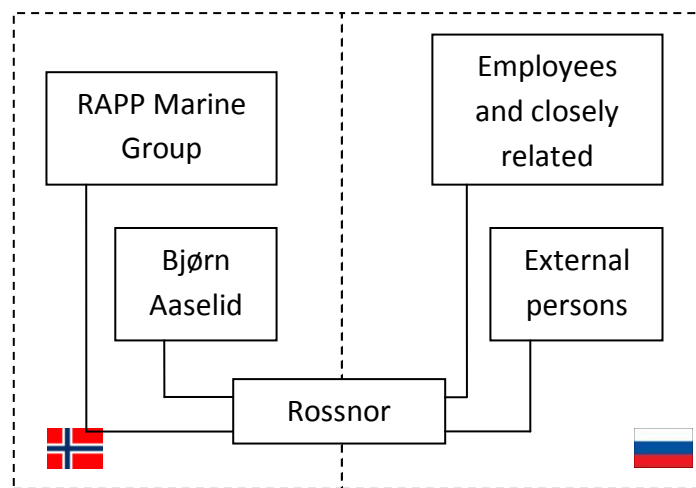 RAPP Marine
Group
Employees
and closely
related
Bjørn
Aaselid
External
persons
Rossnor